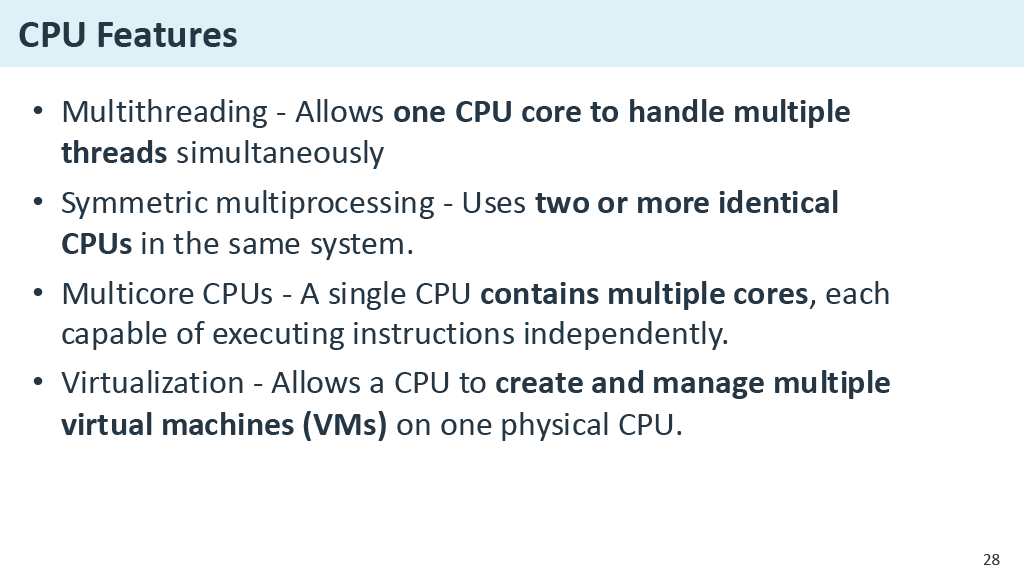 CPU Features
• Multithreading - Allows one CPU core to handle multiple
threads simultaneously
• Symmetric multiprocessing - Uses two or more identical
CPUs in the same system.
• Multicore CPUs - A single CPU contains multiple cores, each
capable of executing instructions independently.
• Virtualization - Allows a CPU to create and manage multiple
virtual machines (VMs) on one physical CPU.
28